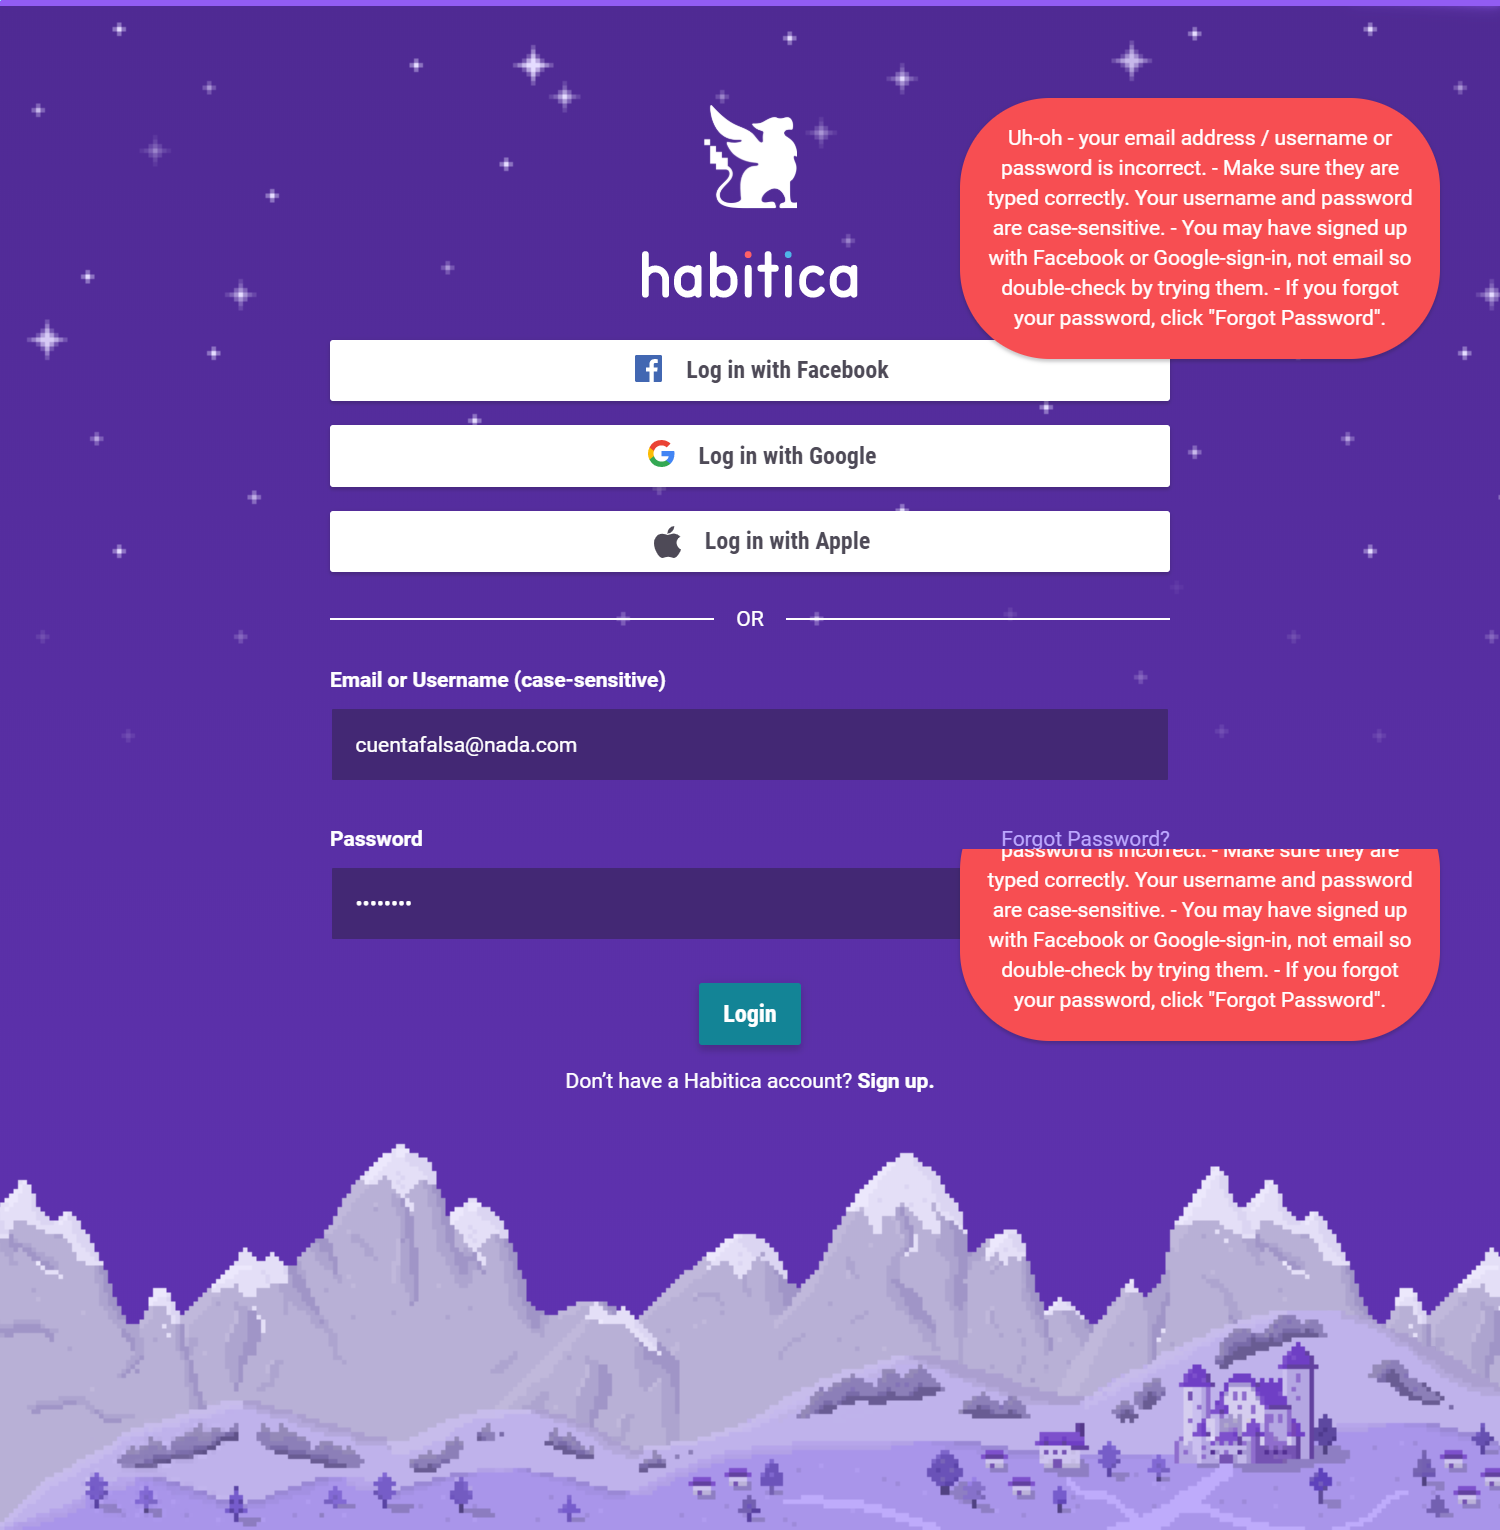 habitica
Uh-oh - your email address / username or
password is incorrect. - Make sure they are
typed correctly. Your username and password
are case-sensitive. - You may have signed up
with Facebook or Google-sign-in, not email so
double-check by trying them. - If you forgot
your password, click "Forgot Password".
Log in with Facebook
Log in with Google
Log in with Apple
OR
Email or Username (case-sensitive)
cuentafalsa@nada.com
Password
Forgot Password?
••••••••
password is incorrect. - Make sure they are
typed correctly. Your username and password
are case-sensitive. - You may have signed up
with Facebook or Google-sign-in, not email so
double-check by trying them. - If you forgot
your password, click "Forgot Password".
Login
Don’t have a Habitica account? Sign up.